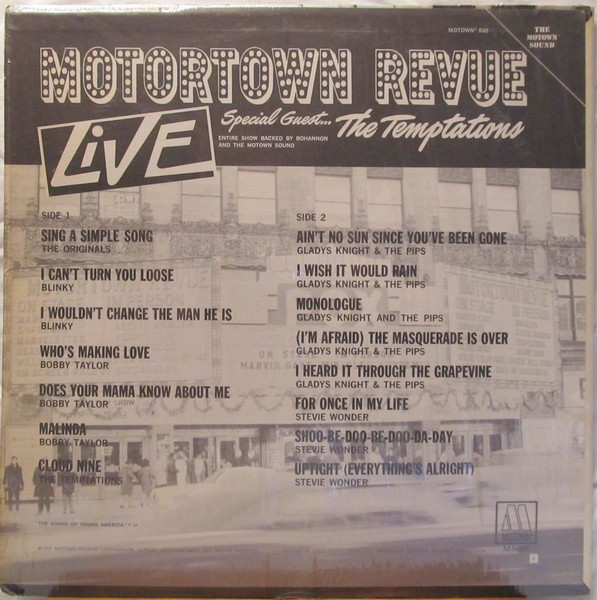 MOTOWN® 688
THE
MOTOWN
SOUND
MOTORTOWN REVUE
LiVE
Special Guest... The Temptations
ENTIRE SHOW BACKED BY BOHANNON
AND THE MOTOWN SOUND
SIDE 1
SING A SIMPLE SONG
THE ORIGINALS
I CAN'T TURN YOU LOOSE
BLINKY
I WOULDN'T CHANGE THE MAN HE IS
BLINKY
WHO'S MAKING LOVE
BOBBY TAYLOR
DOES YOUR MAMA KNOW ABOUT ME
BOBBY TAYLOR
MALINDA
BOBBY TAYLOR
CLOUD NINE
THE TEMPTATIONS
SIDE 2
AIN'T NO SUN SINCE YOU'VE BEEN GONE
GLADYS KNIGHT & THE PIPS
I WISH IT WOULD RAIN
GLADYS KNIGHT & THE PIPS
MONOLOGUE
GLADYS KNIGHT AND THE PIPS
(I'M AFRAID) THE MASQUERADE IS OVER
GLADYS KNIGHT & THE PIPS
I HEARD IT THROUGH THE GRAPEVINE
GLADYS KNIGHT & THE PIPS
FOR ONCE IN MY LIFE
STEVIE WONDER
SHOO-BE-DOO-BE-DOO-DA-DAY
STEVIE WONDER
UPTIGHT (EVERYTHING'S ALRIGHT)
STEVIE WONDER
MOTORTOWN REVUE
ON STAGE
SHOW
"THE SOUND OF YOUNG AMERICA"
M
MOTOWN